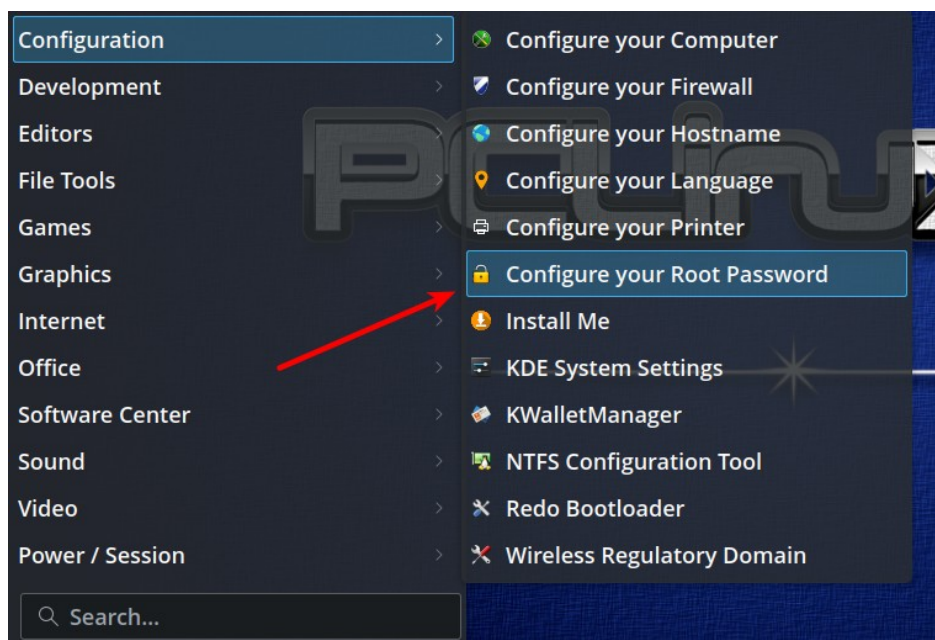 Configuration
Development
Editors
File Tools
Games
Graphics
Internet
Office
Software Center
Sound
Video
Power / Session
Search...
Configure your Computer
Configure your Firewall
Configure your Hostname
Configure your Language
Configure your Printer
Configure your Root Password
Install Me
KDE System Settings
KWalletManager
NTFS Configuration Tool
Redo Bootloader
Wireless Regulatory Domain
PCLinu